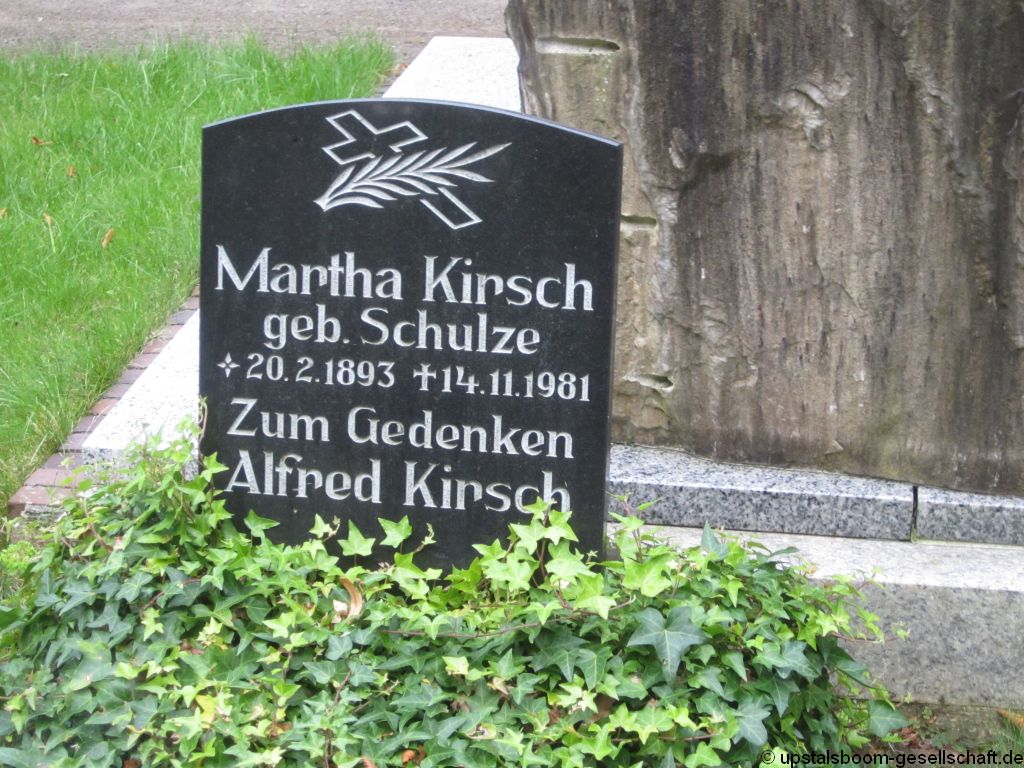 Martha Kirsch
geb. Schulze
✧ 20.2.1893 ✝ 14.11.1981
Zum Gedenken
Alfred Kirsch
© upstalsboom-gesellschaft.de